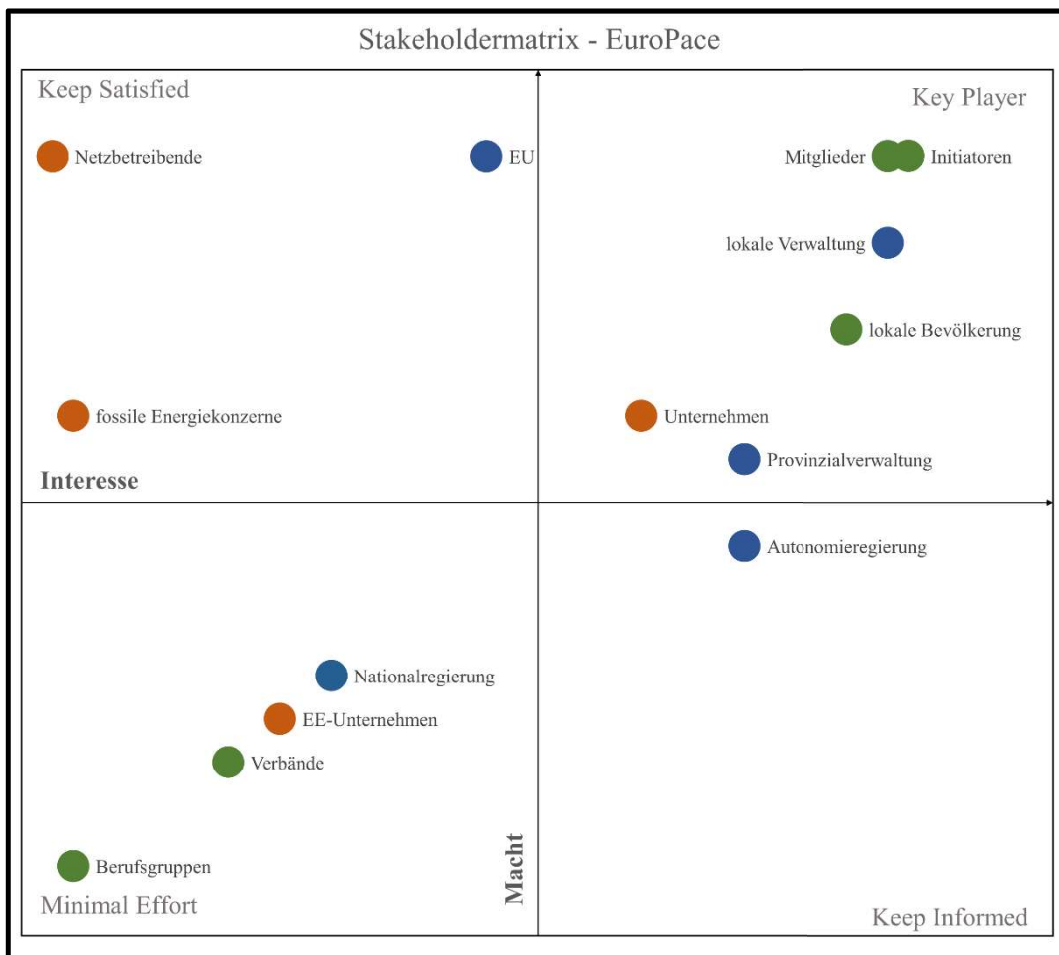 Stakeholdermatrix - EuroPace
Keep Satisfied
Key Player
Netzbetreibende
EU
Mitglieder
Initiatoren
lokale Verwaltung
lokale Bevölkerung
fossile Energiekonzerne
Unternehmen
Provinzialverwaltung
Interesse
Autonomieregierung
Nationalregierung
EE-Unternehmen
Verbände
Macht
Berufsgruppen
Minimal Effort
Keep Informed